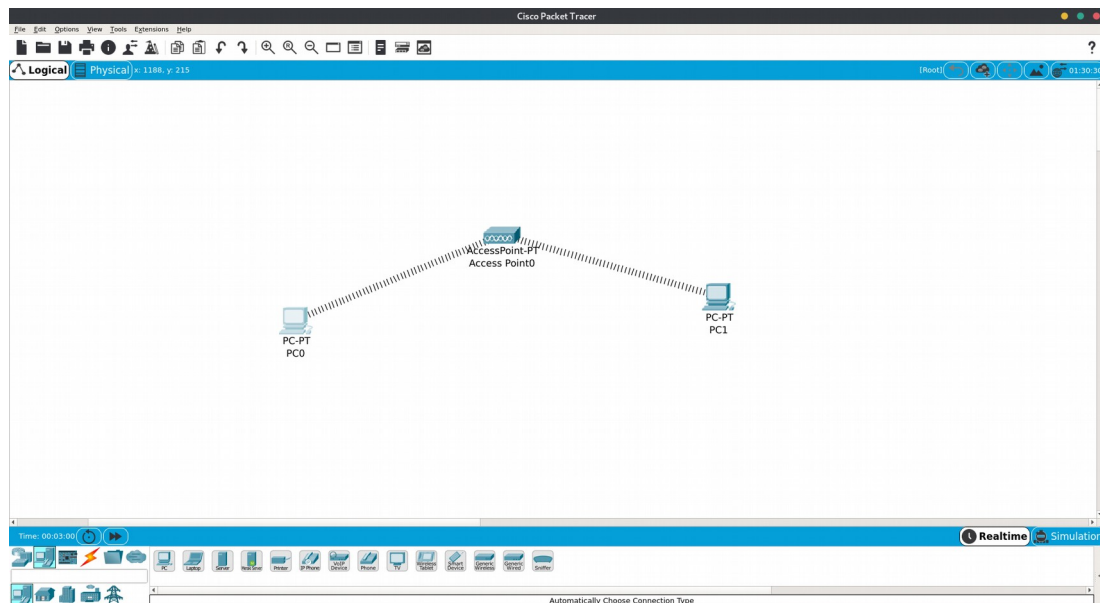 Cisco Packet Tracer
File Edit Options View Tools Extensions Help
?
Logical Physical x: 1188, y: 215 [Root] 01:30:30
AccessPoint-PT
Access Point0
PC-PT
PC1
PC-PT
PC0
Time: 00:03:00 Realtime Simulation
PC Laptop Server Printer IP Phone VoIP Device Phone TV Wireless Tablet Smart Device Generic Wireless Generic Wired Sniffer
Automatically Choose Connection Type